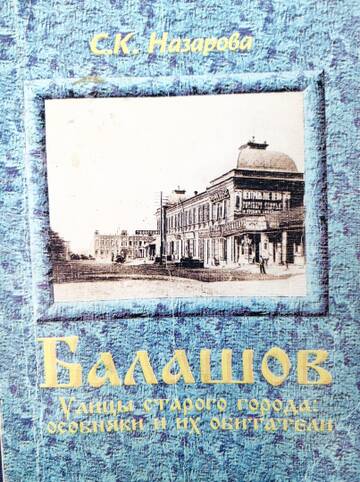 С.К. Назарова
Балашов
Улицы старого города:
особняки и их обитатели